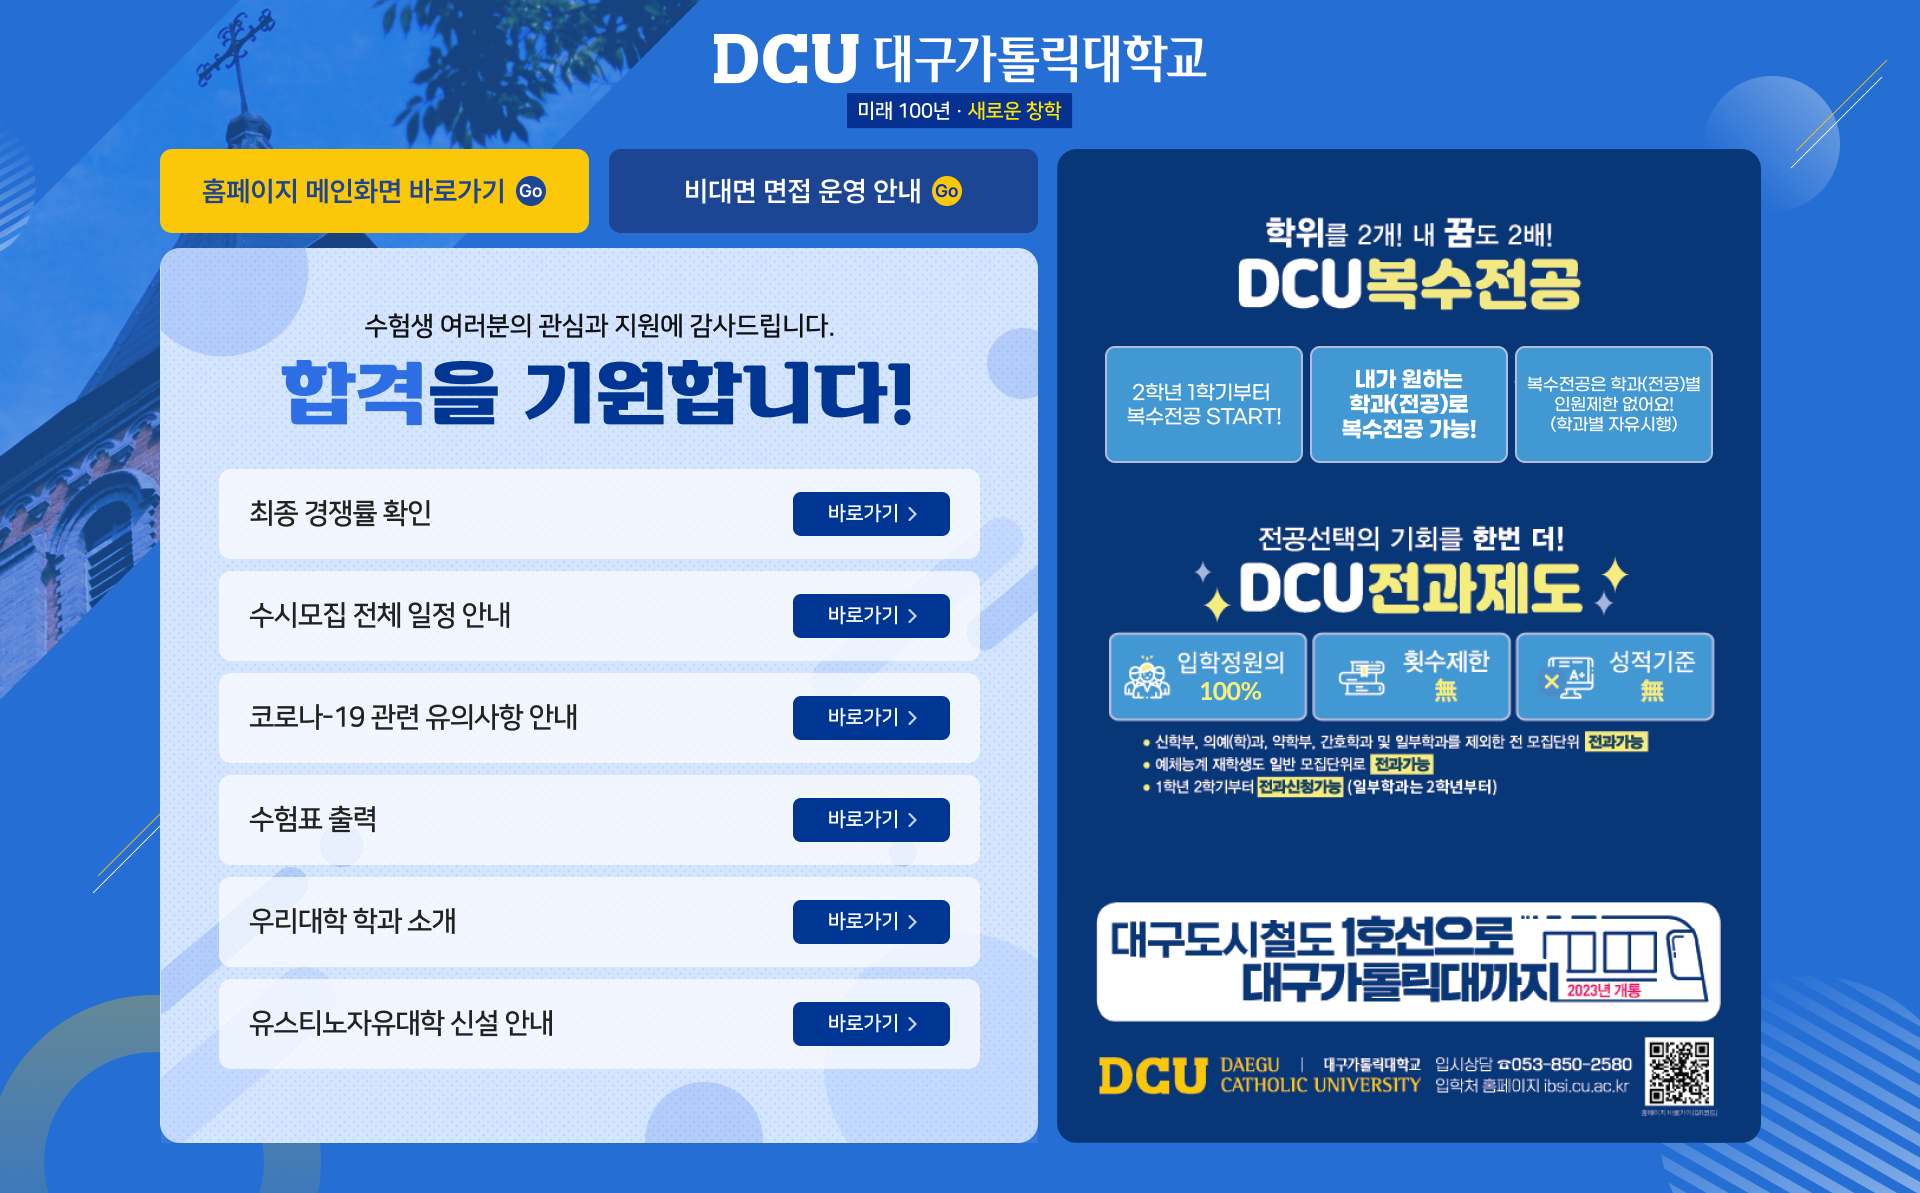 DCU 대구가톨릭대학교
미래 100년 · 새로운 창학
홈페이지 메인화면 바로가기 Go
비대면 면접 운영 안내 Go
수험생 여러분의 관심과 지원에 감사드립니다.
합격을 기원합니다!
최종 경쟁률 확인
바로가기
수시모집 전체 일정 안내
바로가기
코로나-19 관련 유의사항 안내
바로가기
수험표 출력
바로가기
우리대학 학과 소개
바로가기
유스티노자유대학 신설 안내
바로가기
학위를 2개! 내 꿈도 2배!
DCU복수전공
2학년 1학기부터
복수전공 START!
내가 원하는
학과(전공)로
복수전공 가능!
복수전공은 학과(전공)별
인원제한 없어요!
(학과별 자유시행)
전공선택의 기회를 한번 더!
DCU전과제도
입학정원의
100%
횟수제한
無
A+
성적기준
無
• 신학부, 의예(학)과, 약학부, 간호학과 및 일부학과를 제외한 전 모집단위 전과가능
• 예체능계 재학생도 일반 모집단위로 전과가능
• 1학년 2학기부터 전과신청가능 (일부학과는 2학년부터)
대구도시철도 1호선으로
대구가톨릭대까지
2023년 개통
DCU
DAEGU | 대구가톨릭대학교
CATHOLIC UNIVERSITY
입시상담 ☎053-850-2580
입학처 홈페이지 ibsi.cu.ac.kr
홈페이지 바로가기(QR코드)